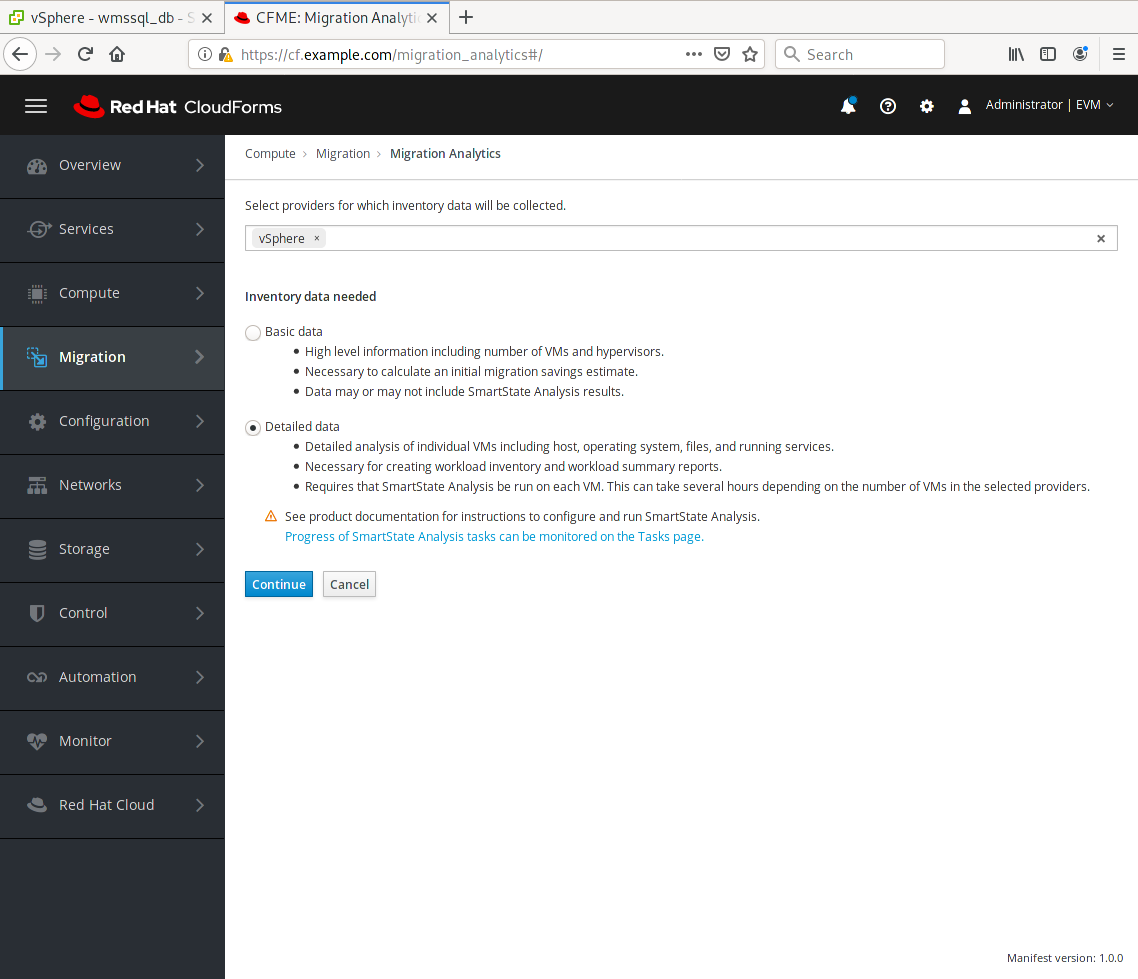 vSphere - wmssql_db - S
CFME: Migration Analytic
https://cf.example.com/migration_analytics#/
Search
Red Hat CloudForms
Administrator | EVM
Overview
Services
Compute
Migration
Configuration
Networks
Storage
Control
Automation
Monitor
Red Hat Cloud
Compute > Migration > Migration Analytics
Select providers for which inventory data will be collected.
vSphere ×
Inventory data needed
Basic data
• High level information including number of VMs and hypervisors.
• Necessary to calculate an initial migration savings estimate.
• Data may or may not include SmartState Analysis results.
Detailed data
• Detailed analysis of individual VMs including host, operating system, files, and running services.
• Necessary for creating workload inventory and workload summary reports.
• Requires that SmartState Analysis be run on each VM. This can take several hours depending on the number of VMs in the selected providers.
See product documentation for instructions to configure and run SmartState Analysis.
Progress of SmartState Analysis tasks can be monitored on the Tasks page.
Continue Cancel
Manifest version: 1.0.0